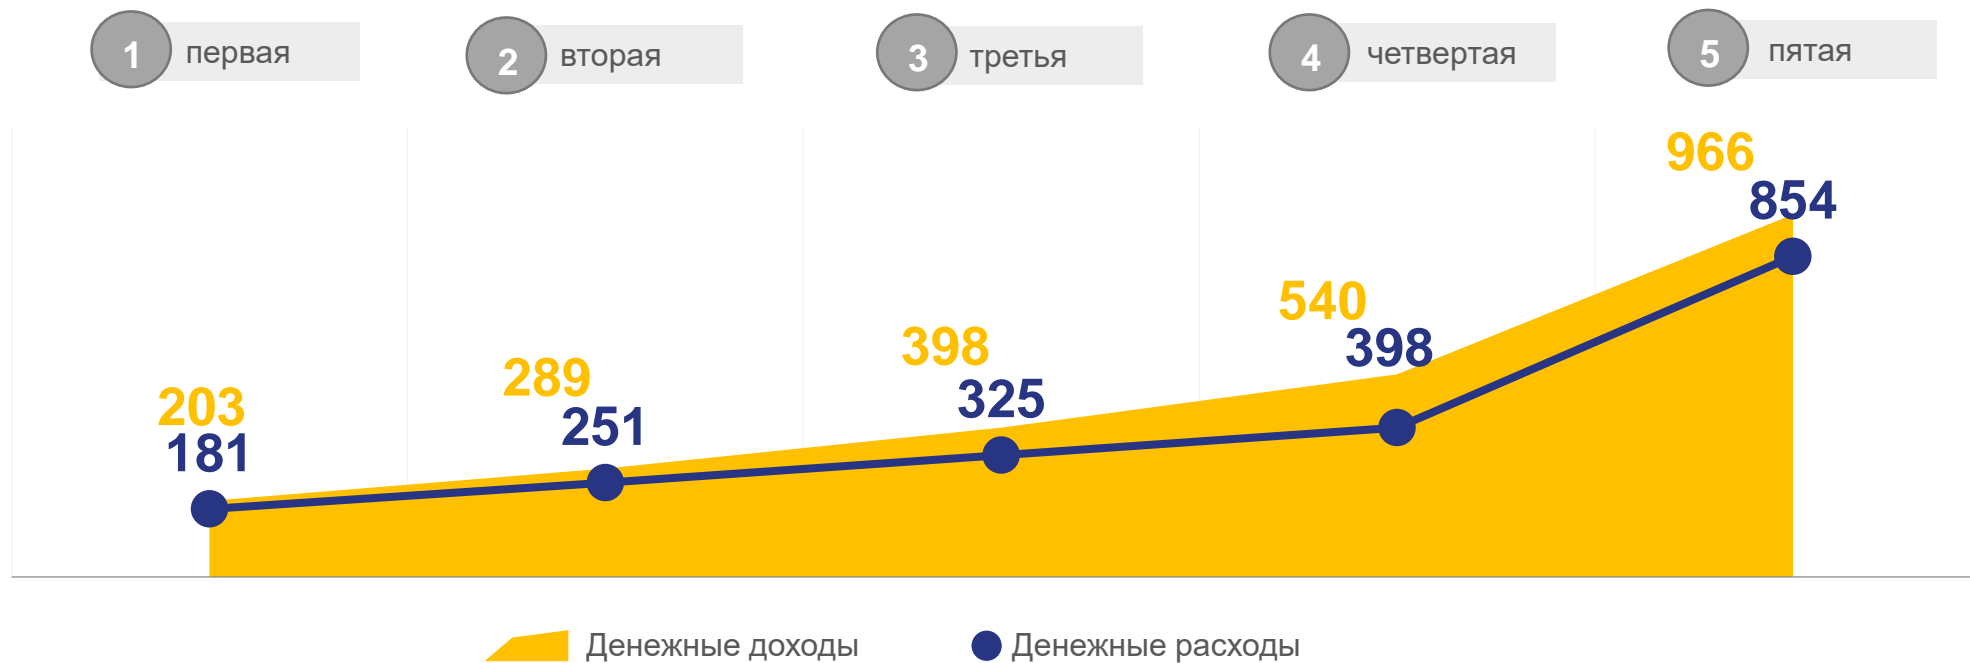 1 первая
2 вторая
3 третья
4 четвертая
5 пятая
966
854
540
398
398
325
289
251
203
181
Денежные доходы
Денежные расходы